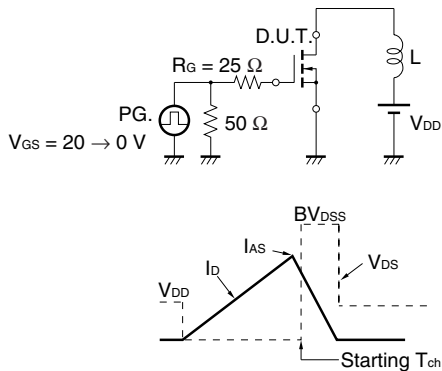 D.U.T.
RG = 25 Ω
L
PG.
50 Ω
VDD
VGS = 20 → 0 V
BVDSS
IAS
ID
VDS
VDD
Starting Tch